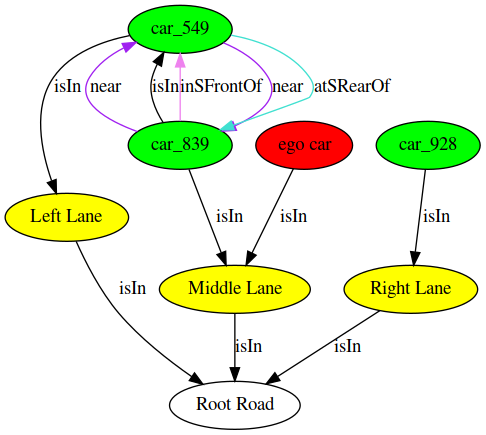 car_549
isIn near isIn inSFrontOf near atSRearOf
car_839 ego car car_928
isIn isIn isIn
Left Lane
isIn Middle Lane Right Lane
isIn isIn
Root Road